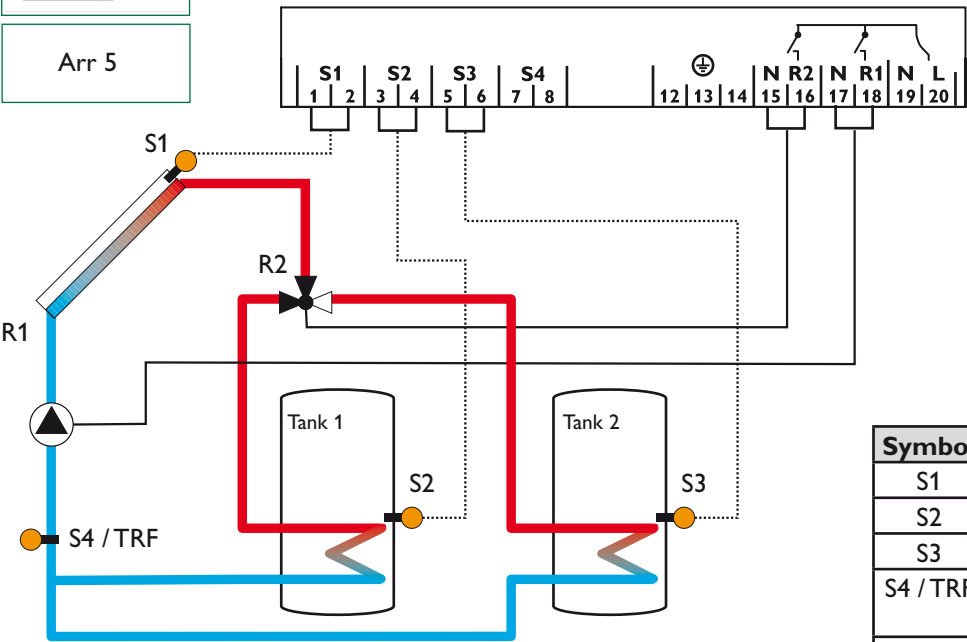 Arr 5
S1 S2 S3 S4 N R2 N R1 N L
1 2 3 4 5 6 7 8 12 13 14 15 16 17 18 19 20
S1
R2
R1
Tank 1
Tank 2
S2
S3
S4 / TRF
Symbo
S1
S2
S3
S4 / TRF